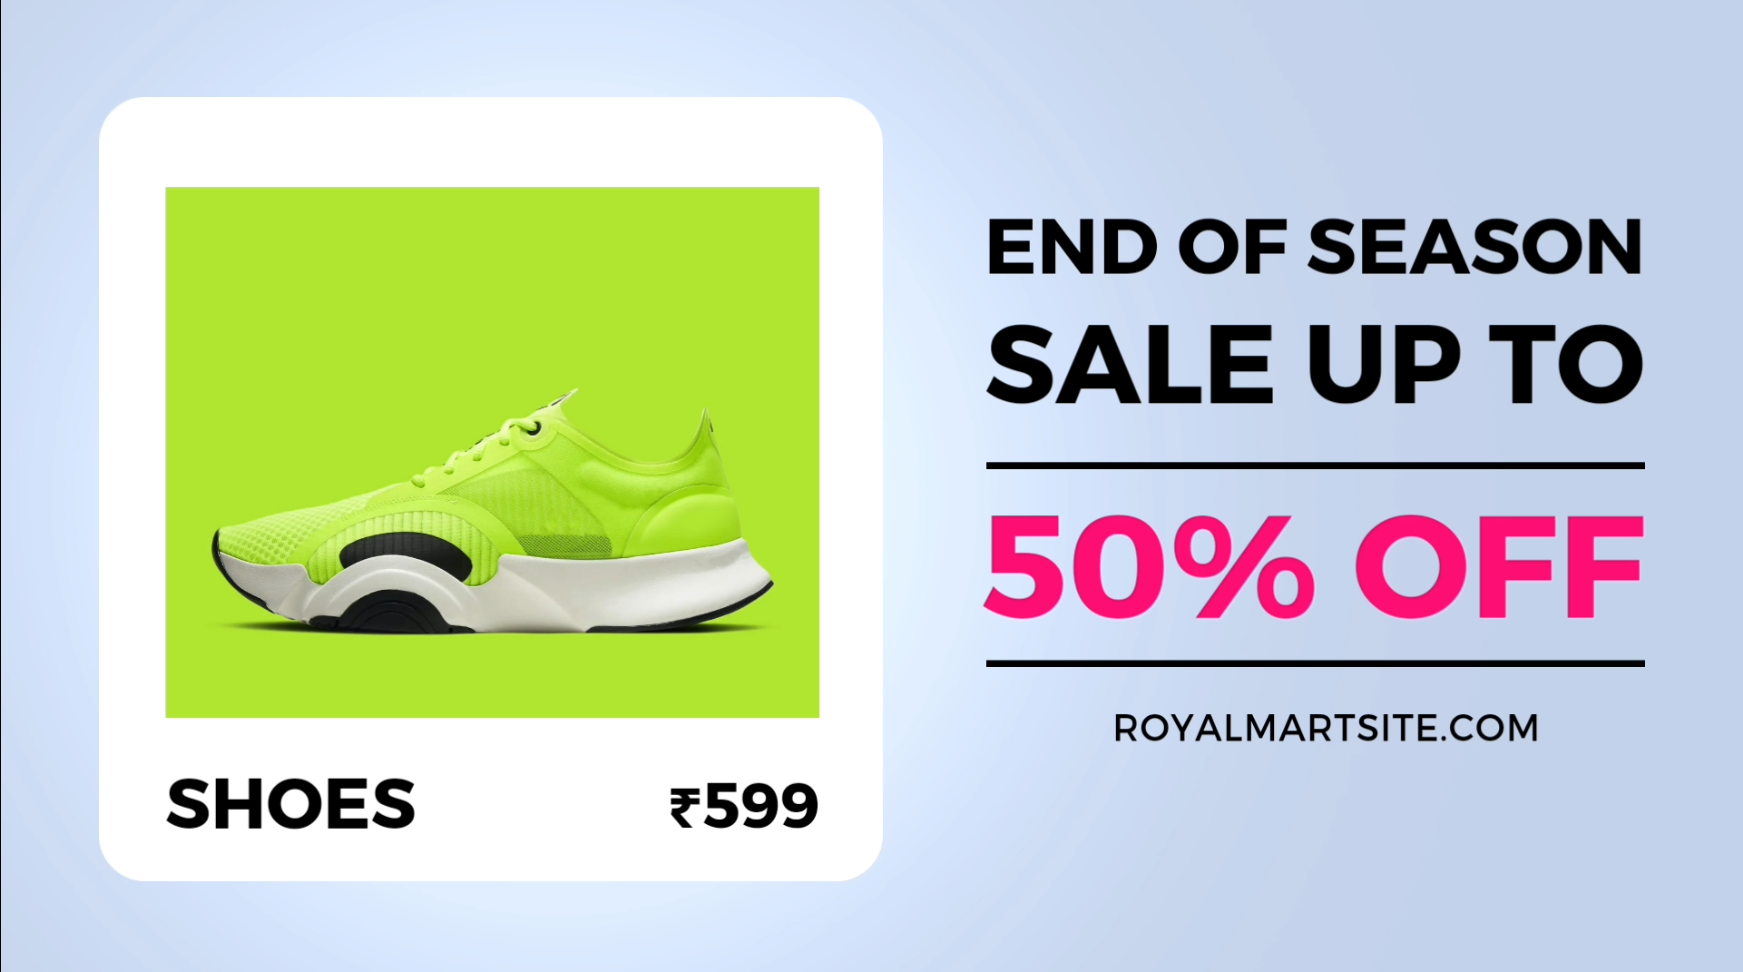 END OF SEASON
SALE UP TO
50% OFF
ROYALMARTSITE.COM
SHOES
₹599